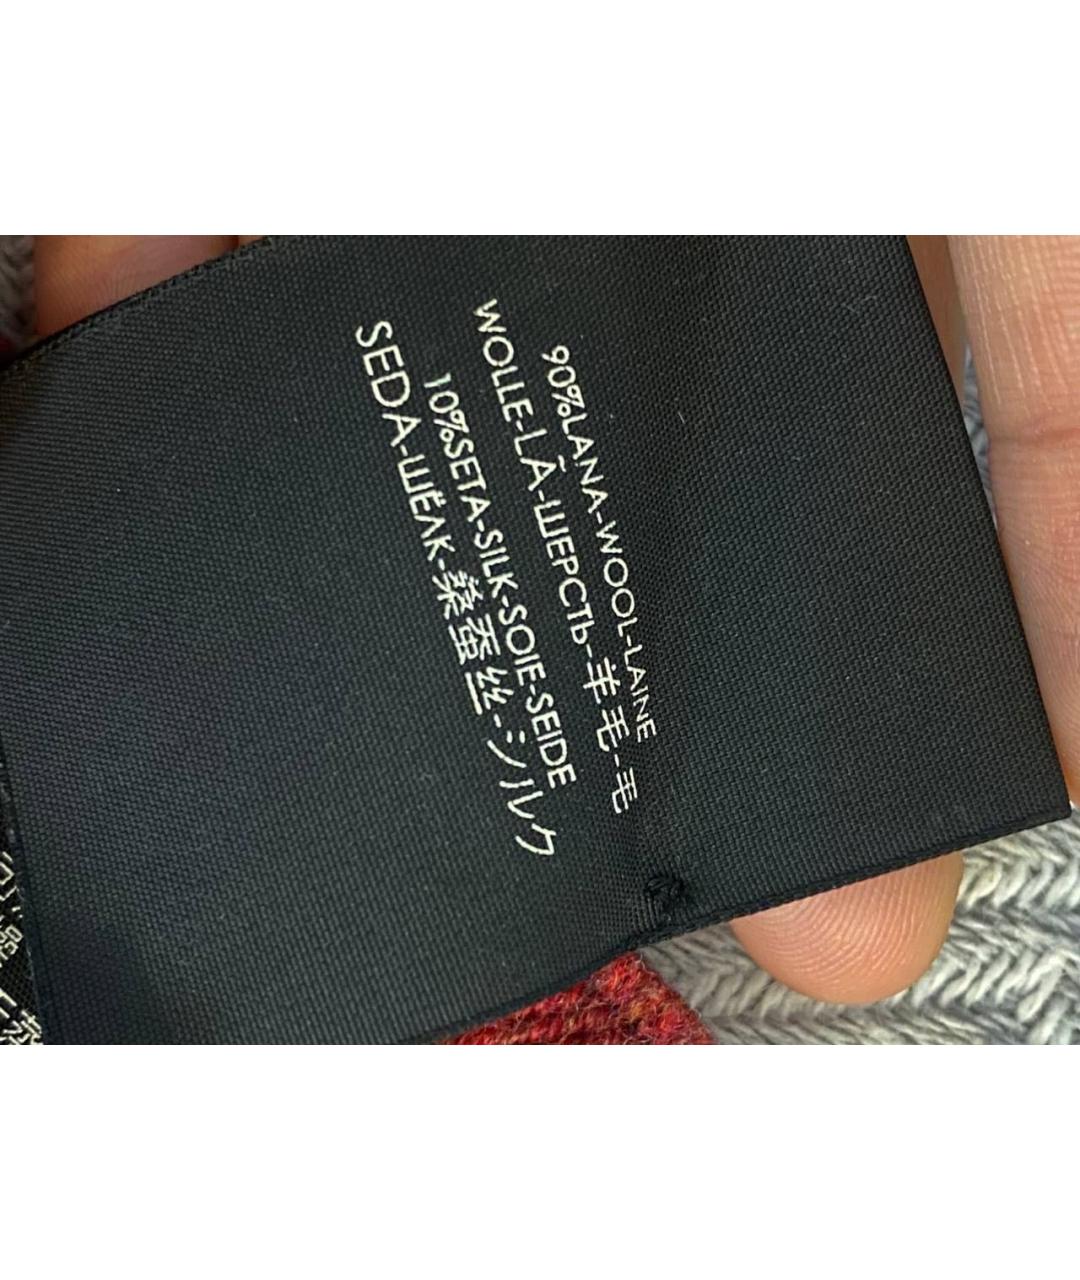 90%LANA-WOOL-LAINE
WOLLE-LÃ-ШЕРСТЬ-羊毛-毛
10%SETA-SILK-SOIE-SEIDE
SEDA-ШЁЛК-桑蚕丝-シルク